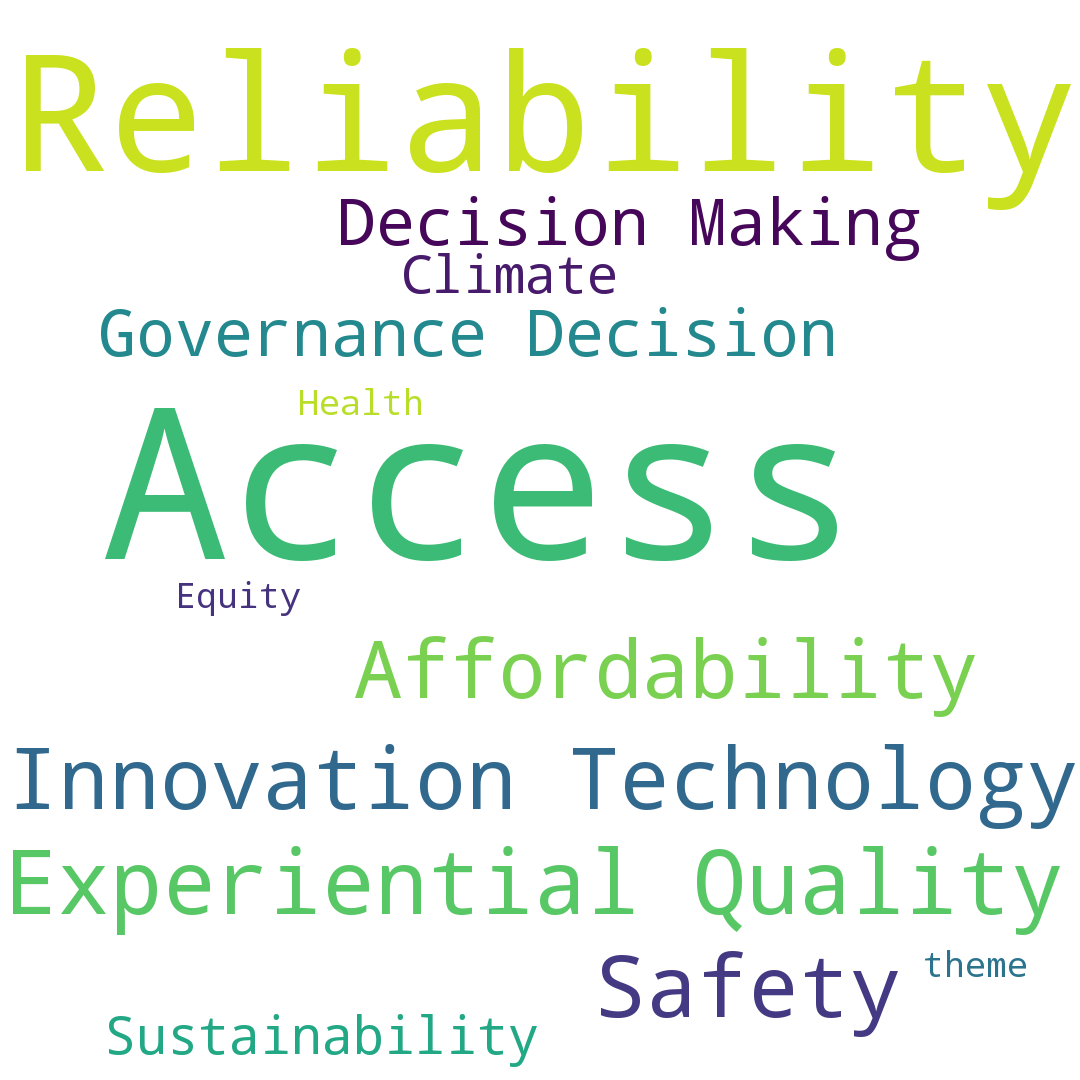 Reliability
Decision Making
Climate
Governance Decision
Health
Access
Equity
Affordability
Innovation Technology
Experiential Quality
Safety
theme
Sustainability